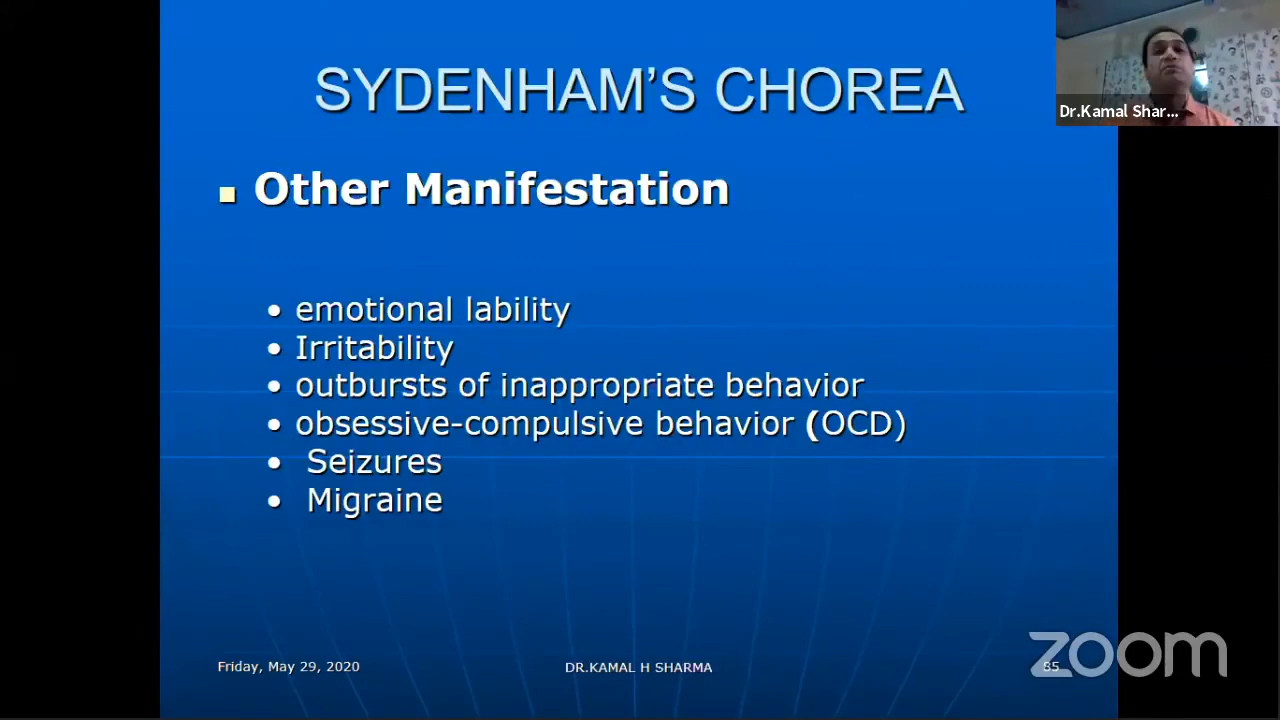 SYDENHAM'S CHOREA
Dr.Kamal Shar...
Other Manifestation
• emotional lability
• Irritability
• outbursts of inappropriate behavior
• obsessive-compulsive behavior (OCD)
• Seizures
• Migraine
Friday, May 29, 2020
DR.KAMAL H SHARMA
85
zoom